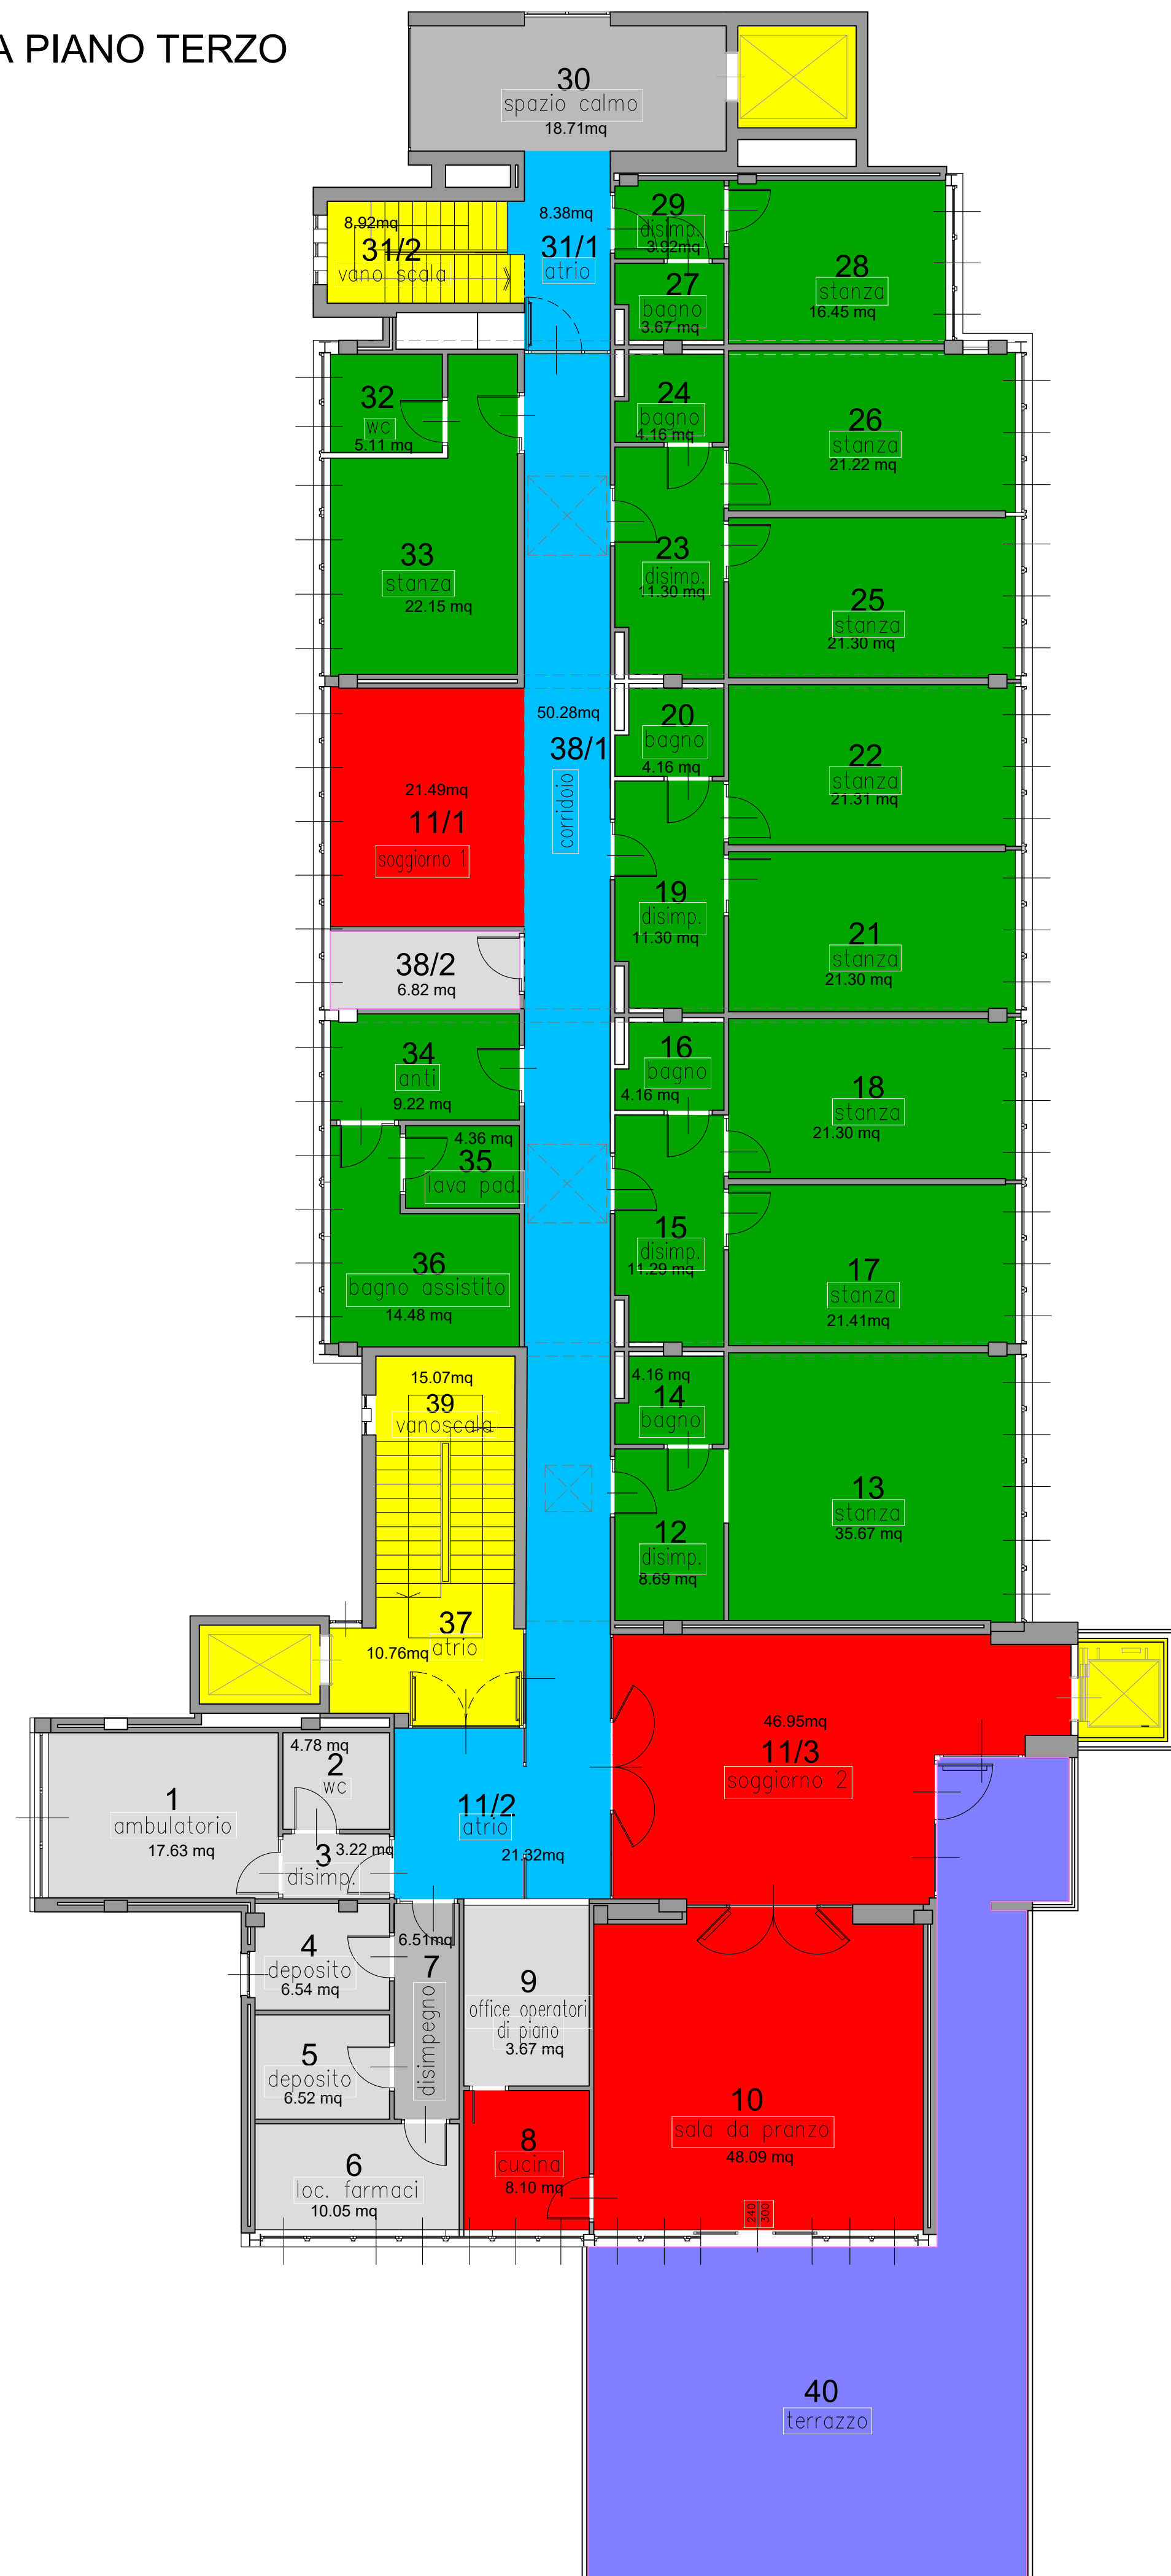 A PIANO TERZO
30
spazio calmo
18.71mq
8.92mq
31/2
vano scala
8.38mq
31/1
atrio
29
disimp.
3.92mq
28
stanza
16.45 mq
27
bagno
3.67 mq
32
wc
5.11 mq
24
bagno
4.16 mq
26
stanza
21.22 mq
33
stanza
22.15 mq
23
disimp.
11.30 mq
25
stanza
21.30 mq
50.28mq
38/1
corridoio
20
bagno
4.16 mq
22
stanza
21.31 mq
21.49mq
11/1
soggiorno 1
19
disimp.
11.30 mq
21
stanza
21.30 mq
38/2
6.82 mq
34
anti
9.22 mq
16
bagno
4.16 mq
18
stanza
21.30 mq
4.36 mq
35
lava pad.
36
bagno assistito
14.48 mq
15
disimp.
11.29 mq
17
stanza
21.41mq
15.07mq
39
vanoscala
4.16 mq
14
bagno
13
stanza
35.67 mq
12
disimp.
8.69 mq
37
atrio
10.76mq
46.95mq
11/3
soggiorno 2
4.78 mq
2
wc
1
ambulatorio
17.63 mq
3
3.22 mq
disimp.
11/2
atrio
21.32mq
4
deposito
6.54 mq
6.51mq
7
disimpegno
9
office operatori
di piano
3.67 mq
5
deposito
6.52 mq
10
sala da pranzo
48.09 mq
8
cucina
8.10 mq
6
loc. farmaci
10.05 mq
240
300
40
terrazzo